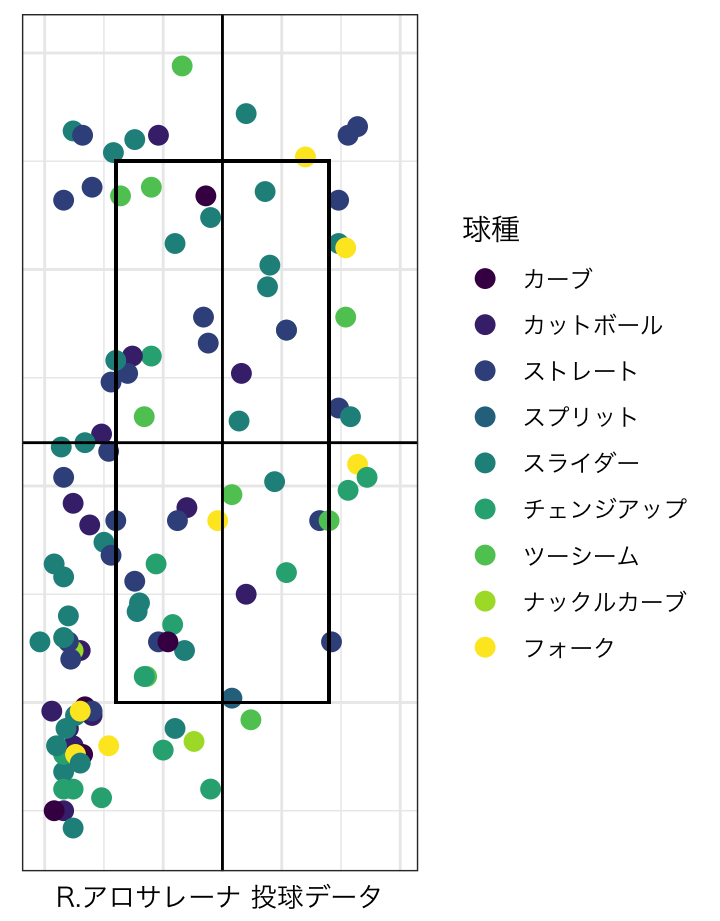 球種
カーブ
カットボール
ストレート
スプリット
スライダー
チェンジアップ
ツーシーム
ナックルカーブ
フォーク
R.アロサレーナ 投球データ